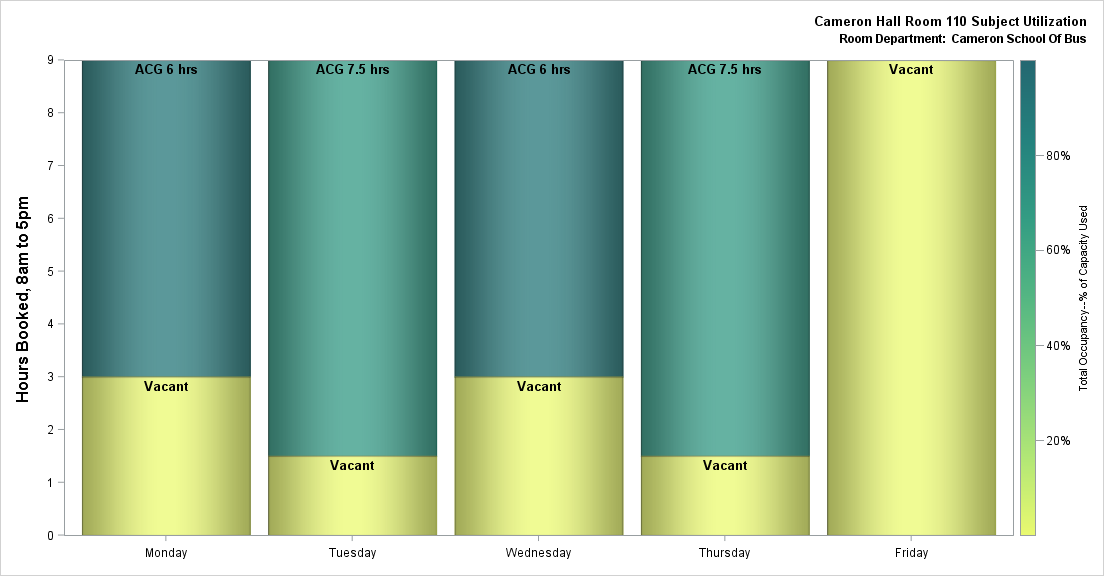 Cameron Hall Room 110 Subject Utilization
Room Department: Cameron School Of Bus
Hours Booked, 8am to 5pm
9
8
7
6
5
4
3
2
1
0
ACG 6 hrs
Vacant
ACG 7.5 hrs
Vacant
ACG 6 hrs
Vacant
ACG 7.5 hrs
Vacant
Vacant
Monday
Tuesday
Wednesday
Thursday
Friday
80%
60%
40%
20%
Total Occupancy--% of Capacity Used